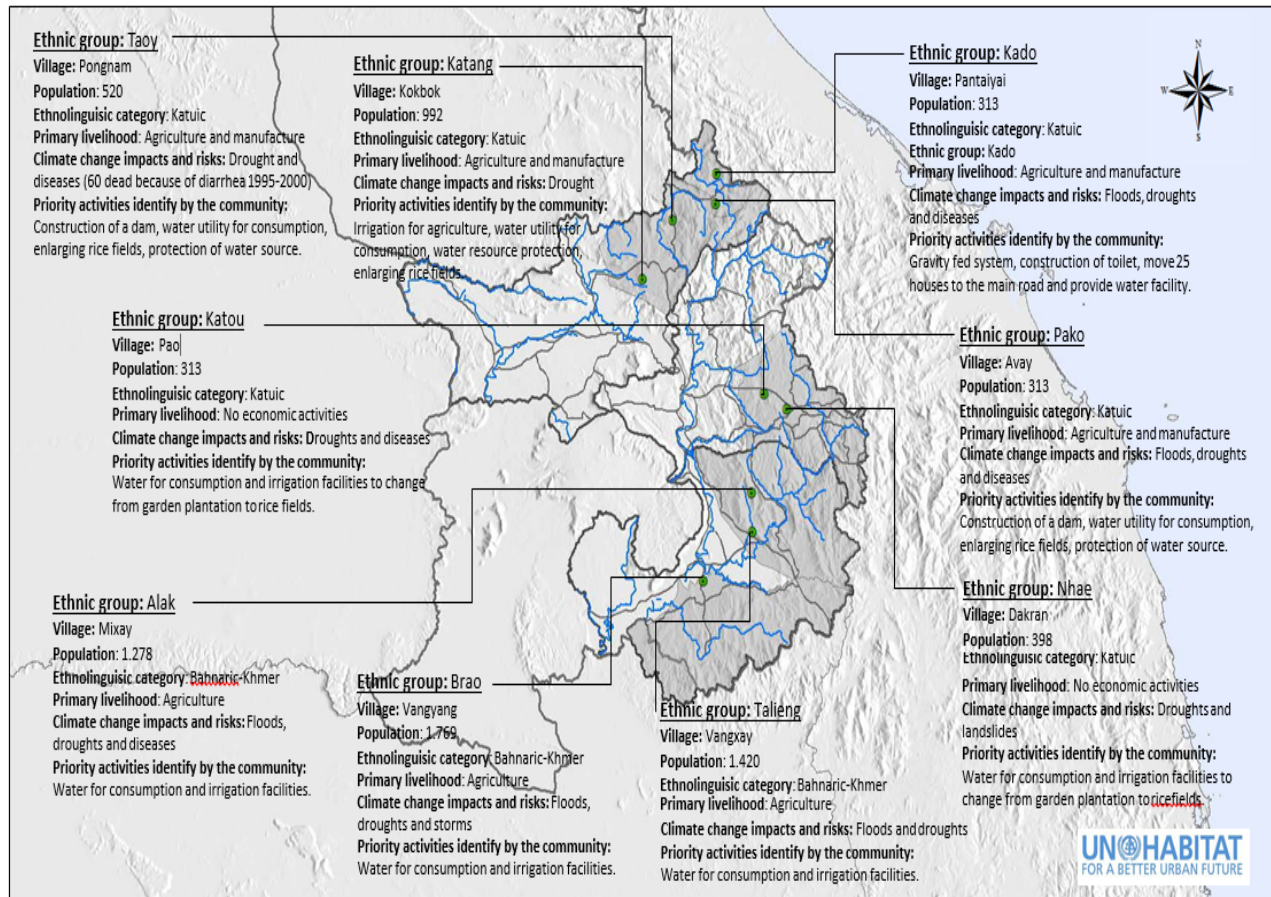 Ethnic group: Taoy
Village: Pongnam
Population: 520
Ethnolinguisic category: Katuic
Primary livelihood: Agriculture and manufacture
Climate change impacts and risks: Drought and
diseases (60 dead because of diarrhea 1995-2000)
Priority activities identify by the community:
Construction of a dam, water utility for consumption,
enlarging rice fields, protection of water source.
Ethnic group: Katang
Village: Kokbok
Population: 992
Ethnolinguisic category: Katuic
Primary livelihood: Agriculture and manufacture
Climate change impacts and risks: Drought
Priority activities identify by the community:
Irrigation for agriculture, water utility for
consumption, water resource protection,
enlarging rice fields.
Ethnic group: Kado
Village: Pantaiyai
Population: 313
Ethnolinguisic category: Katuic
Ethnic group: Kado
Primary livelihood: Agriculture and manufacture
Climate change impacts and risks: Floods, droughts
and diseases
Priority activities identify by the community:
Gravity fed system, construction of toilet, move 25
houses to the main road and provide water facility.
N
W
E
S
Ethnic group: Katou
Village: Pao
Population: 313
Ethnolinguisic category: Katuic
Primary livelihood: No economic activities
Climate change impacts and risks: Droughts and diseases
Priority activities identify by the community:
Water for consumption and irrigation facilities to change
from garden plantation to rice fields.
Ethnic group: Pako
Village: Avay
Population: 313
Ethnolinguisic category: Katuic
Primary livelihood: Agriculture and manufacture
Climate change impacts and risks: Floods, droughts
and diseases
Priority activities identify by the community:
Construction of a dam, water utility for consumption,
enlarging rice fields, protection of water source.
Ethnic group: Alak
Village: Mixay
Population: 1.278
Ethnolinguisic category: Bahnaric-Khmer
Primary livelihood: Agriculture
Climate change impacts and risks: Floods,
droughts and diseases
Priority activities identify by the community:
Water for consumption and irrigation facilities.
Ethnic group: Brao
Village: Vangyang
Population: 1.769
Ethnolinguisic category: Bahnaric-Khmer
Primary livelihood: Agriculture
Climate change impacts and risks: Floods,
droughts and storms
Priority activities identify by the community:
Water for consumption and irrigation facilities.
Ethnic group: Talieng
Village: Vangxay
Population: 1.420
Ethnolinguisic category: Bahnaric-Khmer
Primary livelihood: Agriculture
Climate change impacts and risks: Floods and droughts
Priority activities identify by the community:
Water for consumption and irrigation facilities.
Ethnic group: Nhae
Village: Dakran
Population: 398
Ethnolinguisic category: Katuic
Primary livelihood: No economic activities
Climate change impacts and risks: Droughts and
landslides
Priority activities identify by the community:
Water for consumption and irrigation facilities to
change from garden plantation to ricefields.
UN HABITAT
FOR A BETTER URBAN FUTURE